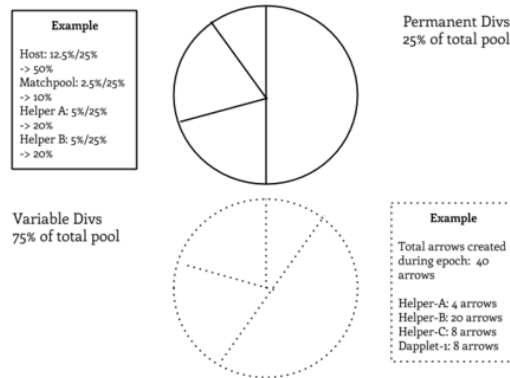 Example
Host: 12.5%/25%
-> 50%
Matchpool: 2.5%/25%
-> 10%
Helper A: 5%/25%
-> 20%
Helper B: 5%/25%
-> 20%
Permanent Divs
25% of total pool
Variable Divs
75% of total pool
Example
Total arrows created
during epoch: 40
arrows
Helper-A: 4 arrows
Helper-B: 20 arrows
Helper-C: 8 arrows
Dapplet-1: 8 arrows